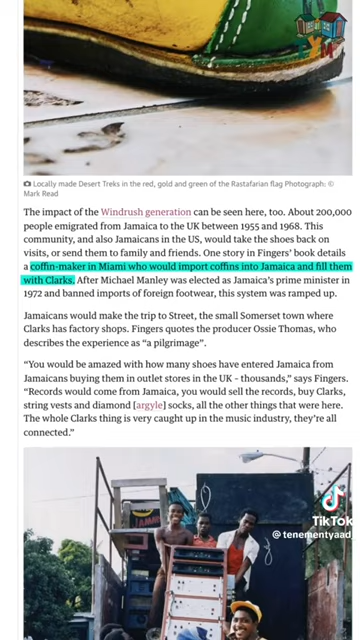 Locally made Desert Treks in the red, gold and green of the Rastafarian flag Photograph: ©
Mark Read
The impact of the Windrush generation can be seen here, too. About 200,000
people emigrated from Jamaica to the UK between 1955 and 1968. This
community, and also Jamaicans in the US, would take the shoes back on
visits, or send them to family and friends. One story in Fingers' book details
a coffin-maker in Miami who would import coffins into Jamaica and fill them
with Clarks. After Michael Manley was elected as Jamaica's prime minister in
1972 and banned imports of foreign footwear, this system was ramped up.
Jamaicans would make the trip to Street, the small Somerset town where
Clarks has factory shops. Fingers quotes the producer Ossie Thomas, who
describes the experience as “a pilgrimage”.
“You would be amazed with how many shoes have entered Jamaica from
Jamaicans buying them in outlet stores in the UK – thousands,” says Fingers.
“Records would come from Jamaica, you would sell the records, buy Clarks,
string vests and diamond [argyle] socks, all the other things that were here.
The whole Clarks thing is very caught up in the music industry, they're all
connected.”
TikTok
@tenementyaad